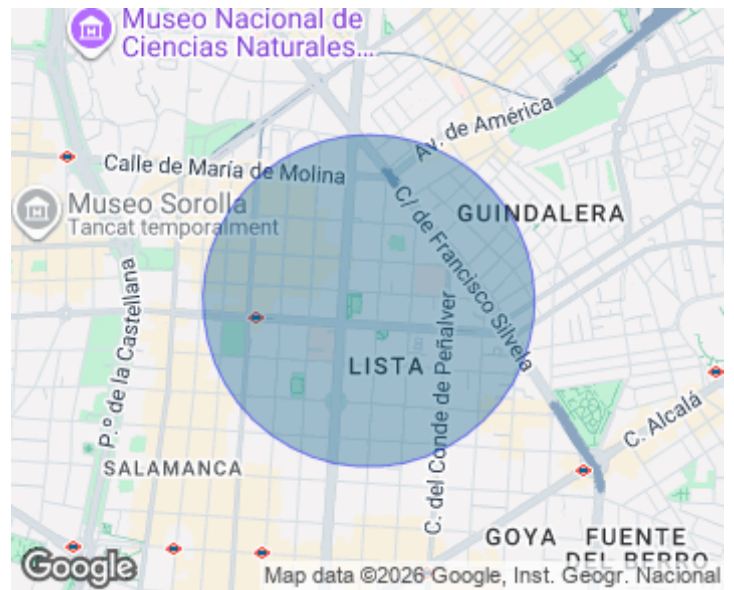 Museo Nacional de
Ciencias Naturales...
Av. de América
Calle de María de Molina
Museo Sorolla
Tancat temporalment
C/ de Francisco Silvela
GUINDALERA
P.º de la Castellana
LISTA
C. del Conde de Peñalver
C. Alcalá
SALAMANCA
GOYA
FUENTE
DEL BERRO
Google
Map data ©2026 Google, Inst. Geogr. Nacional